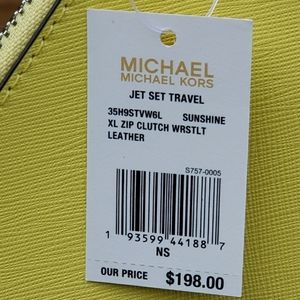 MICHAEL
MICHAEL KORS
JET SET TRAVEL
35H9STVW6L SUNSHINE
XL ZIP CLUTCH WRSTLT
LEATHER
S757-0005
1 93599 44188 7
NS
OUR PRICE $198.00